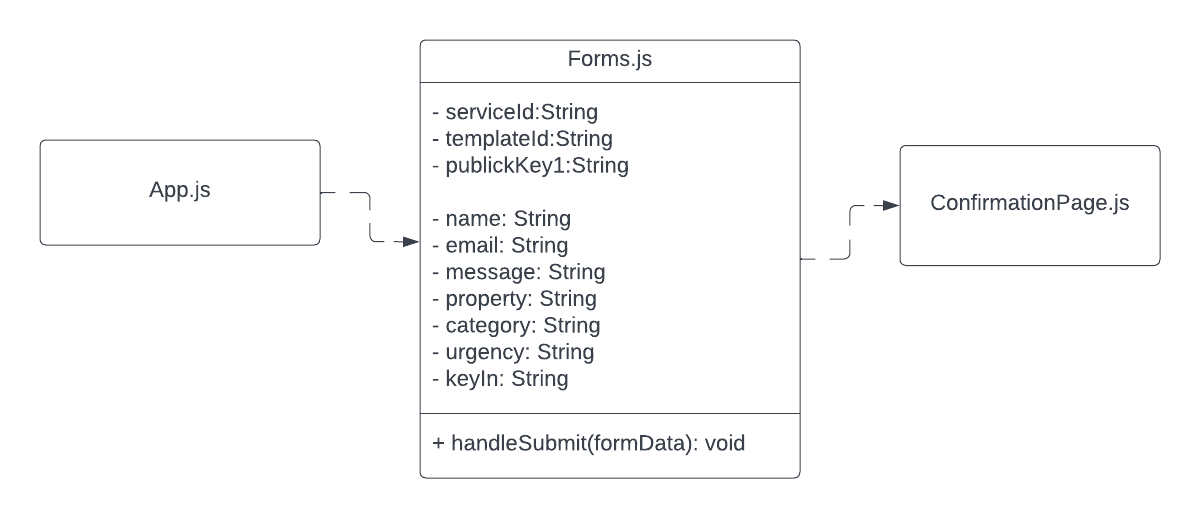 App.js
Forms.js
- serviceId:String
- templateId:String
- publickKey1:String
- name: String
- email: String
- message: String
- property: String
- category: String
- urgency: String
- keyIn: String
+ handleSubmit(formData): void
ConfirmationPage.js